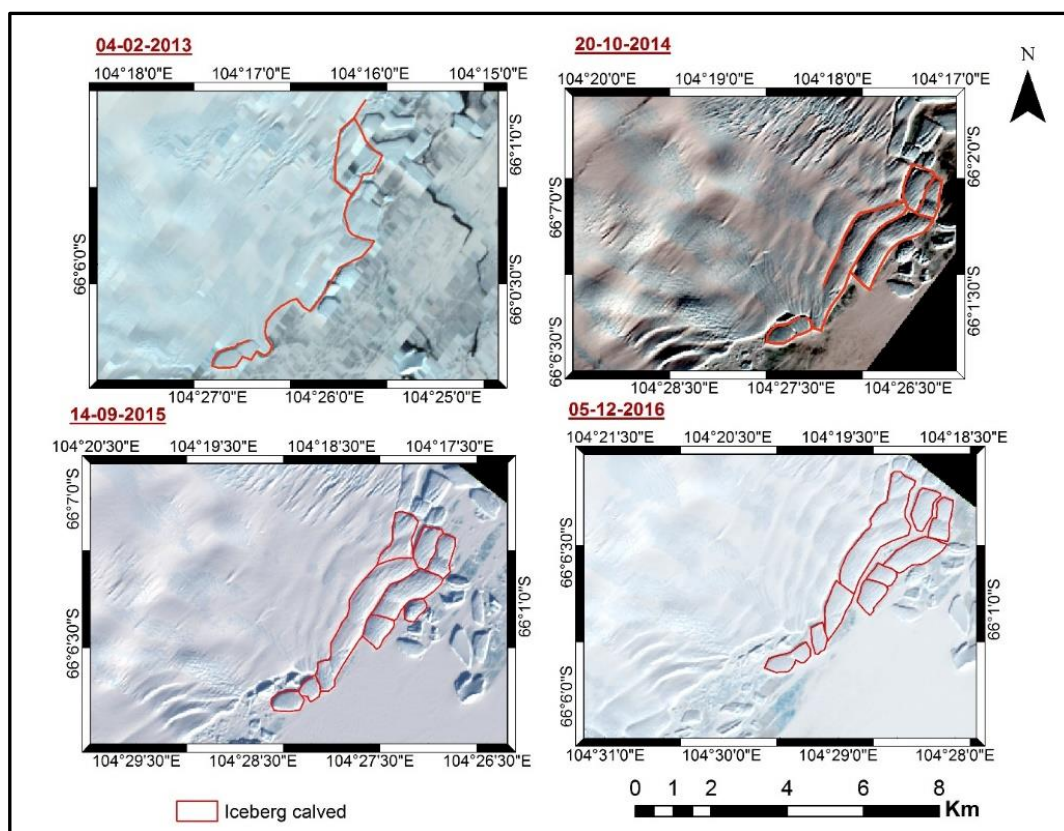 04-02-2013
104°18'0"E 104°17'0"E 104°16'0"E 104°15'0"E
66°6'0"S
66°1'0"S
66°0'30"S
104°27'0"E 104°26'0"E 104°25'0"E
20-10-2014
104°20'0"E 104°19'0"E 104°18'0"E 104°17'0"E
N
66°7'0"S
66°6'30"S
66°2'0"S
66°1'30"S
104°28'30"E 104°27'30"E 104°26'30"E
14-09-2015
104°20'30"E 104°19'30"E 104°18'30"E 104°17'30"E
66°7'0"S
66°6'30"S
66°1'0"S
104°29'30"E 104°28'30"E 104°27'30"E 104°26'30"E
05-12-2016
104°21'30"E 104°20'30"E 104°19'30"E 104°18'30"E
66°6'30"S
66°6'0"S
66°1'0"S
104°31'0"E 104°30'0"E 104°29'0"E 104°28'0"E
Iceberg calved
0 1 2 4 6 8
Km